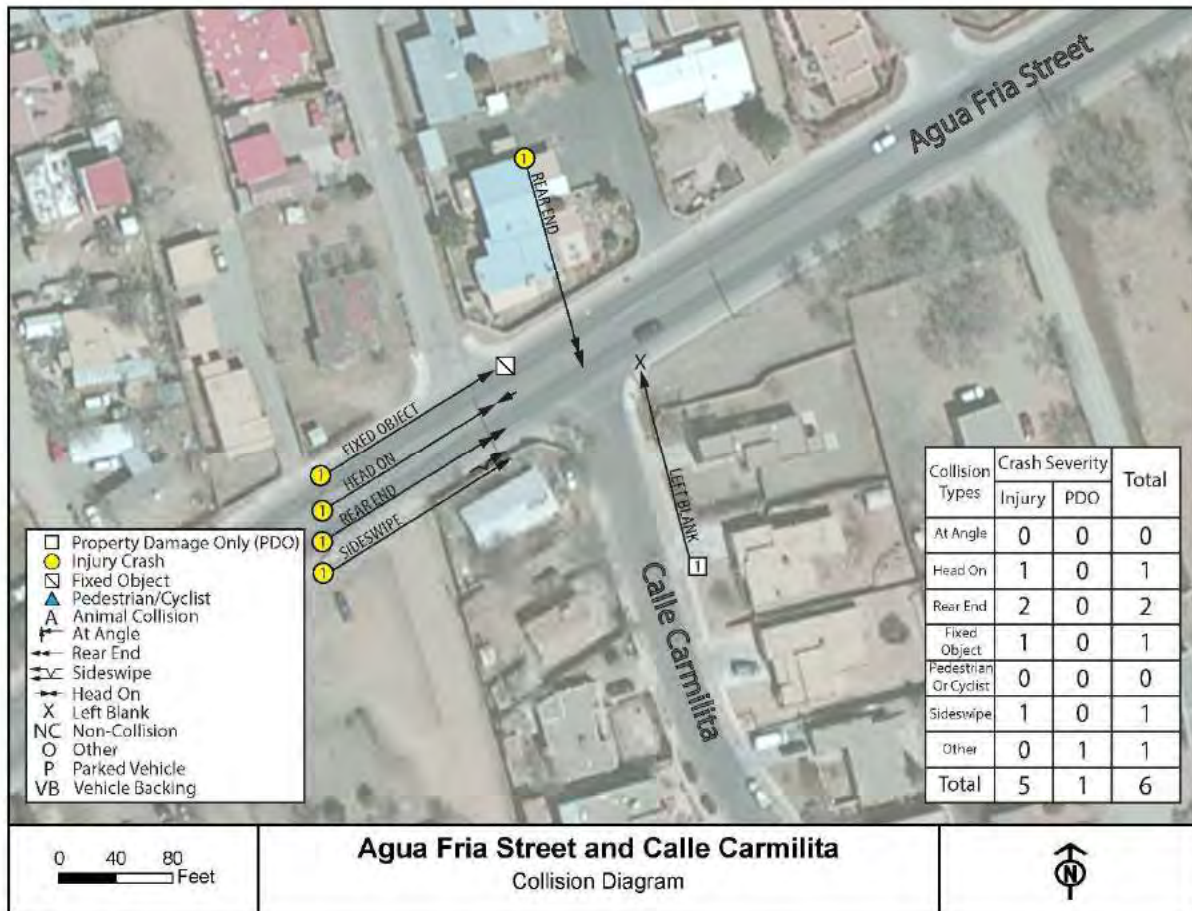 Agua Fria Street
1
REAR END
FIXED OBJECT
HEAD ON
REAR END
SIDESWIPE
1
1
1
1
X
LEFT BLANK
1
Calle Carmilita
Property Damage Only (PDO)
Injury Crash
Fixed Object
Pedestrian/Cyclist
A Animal Collision
At Angle
Rear End
Sideswipe
Head On
X Left Blank
NC Non-Collision
O Other
P Parked Vehicle
VB Vehicle Backing
Collision Types Crash Severity Total
Injury PDO
At Angle 0 0 0
Head On 1 0 1
Rear End 2 0 2
Fixed Object 1 0 1
Pedestrian Or Cyclist 0 0 0
Sideswipe 1 0 1
Other 0 1 1
Total 5 1 6
0 40 80
Feet
Agua Fria Street and Calle Carmilita
Collision Diagram
N